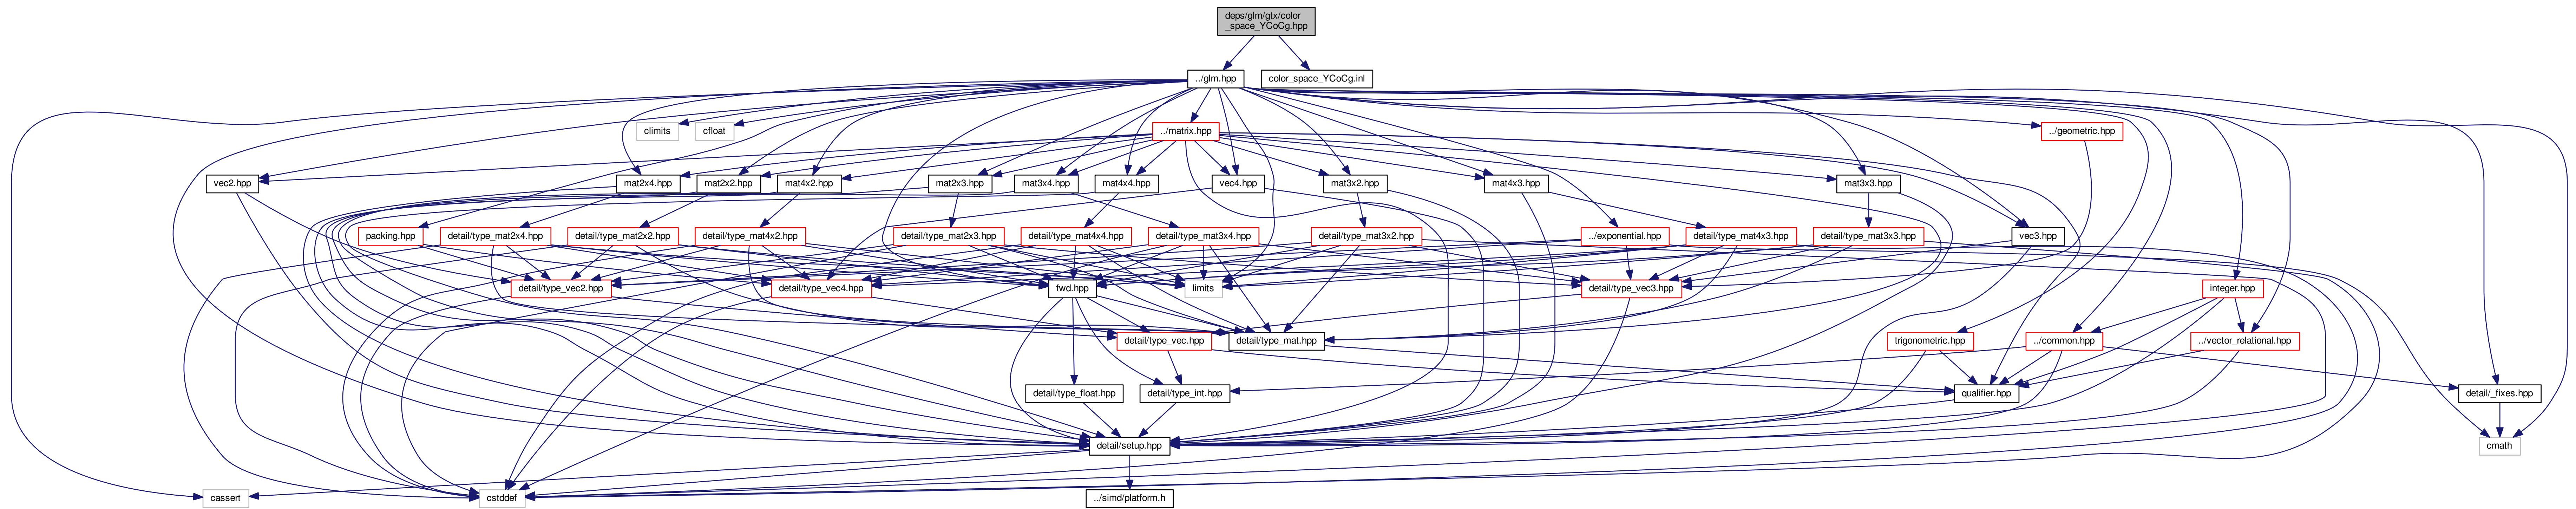 deps/glm/gtx/color
_space_YCoCg.hpp
../glm.hpp
color_space_YCoCg.inl
climits
cfloat
../matrix.hpp
../geometric.hpp
vec2.hpp
mat2x4.hpp
mat2x2.hpp
mat4x2.hpp
mat2x3.hpp
mat3x4.hpp
mat4x4.hpp
vec4.hpp
mat3x2.hpp
mat4x3.hpp
mat3x3.hpp
packing.hpp
detail/type_mat2x4.hpp
detail/type_mat2x2.hpp
detail/type_mat4x2.hpp
detail/type_mat2x3.hpp
detail/type_mat4x4.hpp
detail/type_mat3x4.hpp
detail/type_mat3x2.hpp
../exponential.hpp
detail/type_mat4x3.hpp
detail/type_mat3x3.hpp
vec3.hpp
detail/type_vec2.hpp
detail/type_vec4.hpp
fwd.hpp
limits
detail/type_vec3.hpp
integer.hpp
detail/type_vec.hpp
detail/type_mat.hpp
trigonometric.hpp
../common.hpp
../vector_relational.hpp
detail/type_float.hpp
detail/type_int.hpp
qualifier.hpp
detail/_fixes.hpp
detail/setup.hpp
cmath
cassert
cstddef
../simd/platform.h